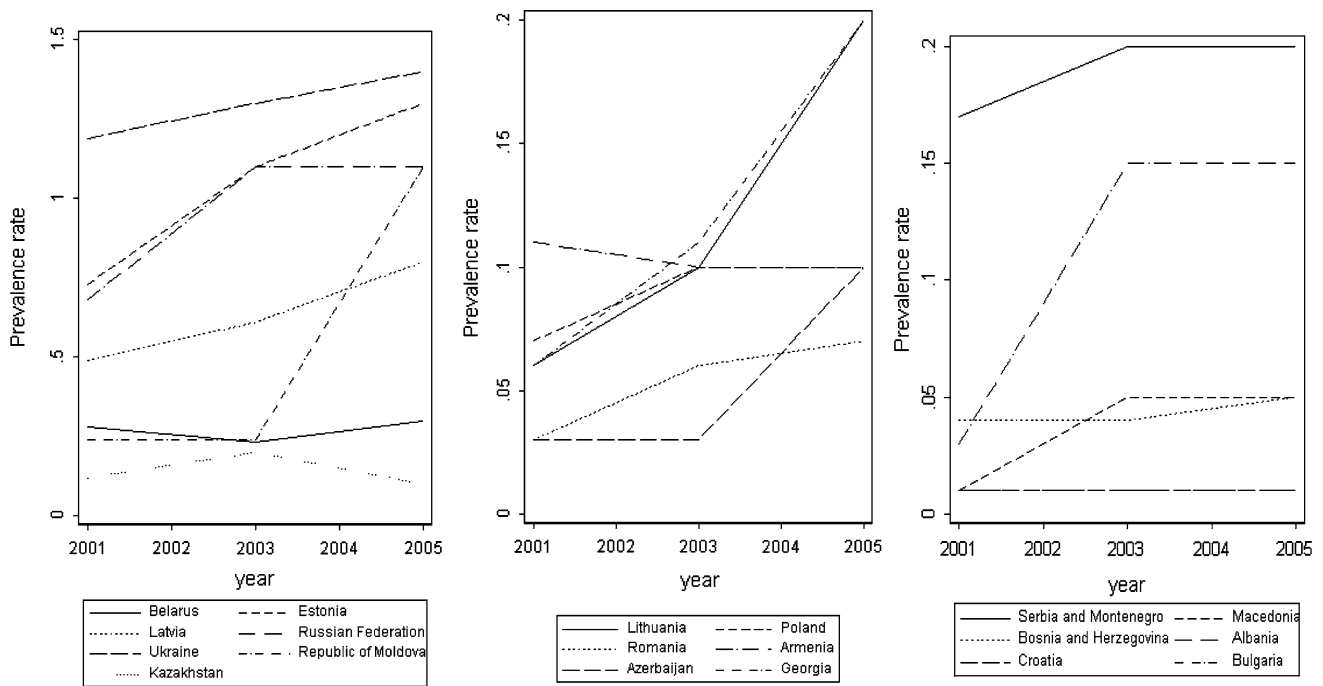 1.5
1
.5
0
Prevalence rate
2001 2002 2003 2004 2005
year
Belarus Estonia
Latvia Russian Federation
Ukraine Republic of Moldova
Kazakhstan
.2
.15
.1
.05
0
Prevalence rate
2001 2002 2003 2004 2005
year
Lithuania Poland
Romania Armenia
Azerbaijan Georgia
.2
.15
.1
.05
0
Prevalence rate
2001 2002 2003 2004 2005
year
Serbia and Montenegro Macedonia
Bosnia and Herzegovina Albania
Croatia Bulgaria